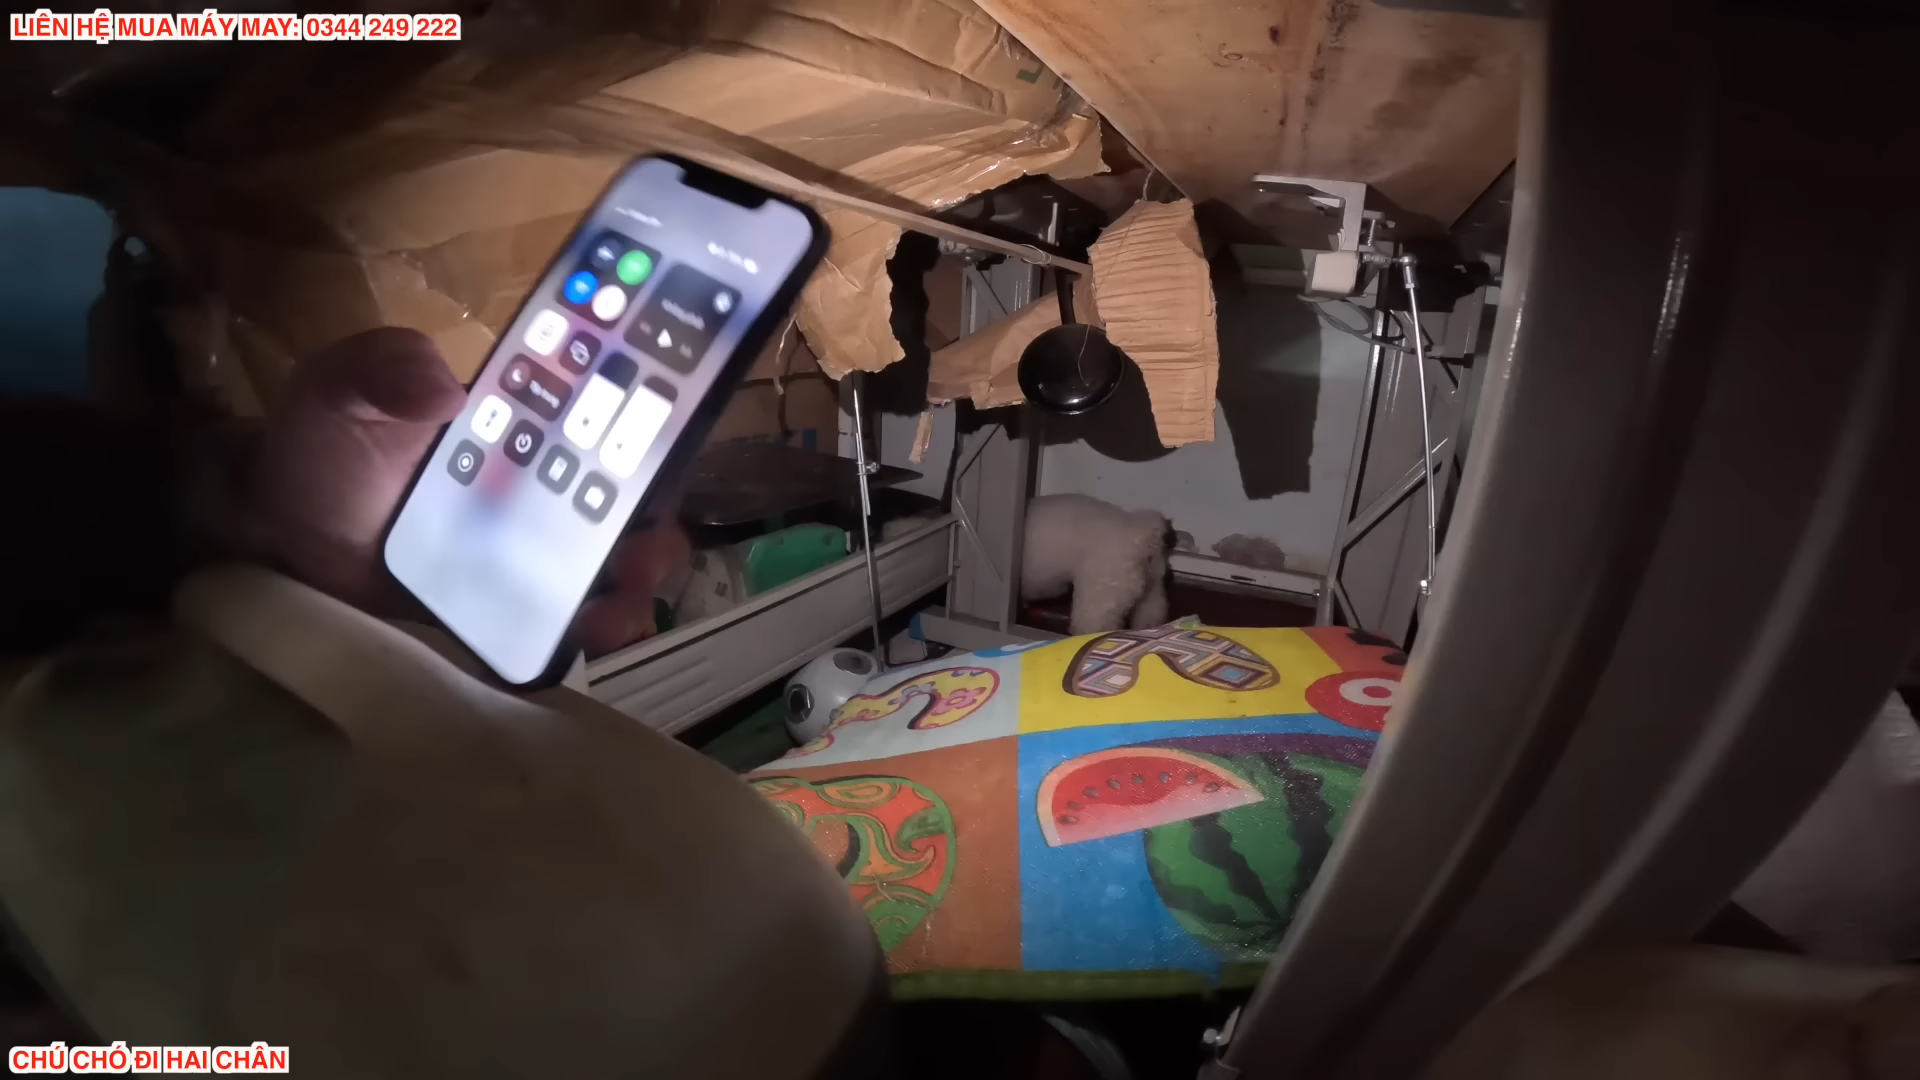 LIÊN HỆ MUA MÁY MAY: 0344 249 222
CHÚ CHÓ ĐI HAI CHÂN